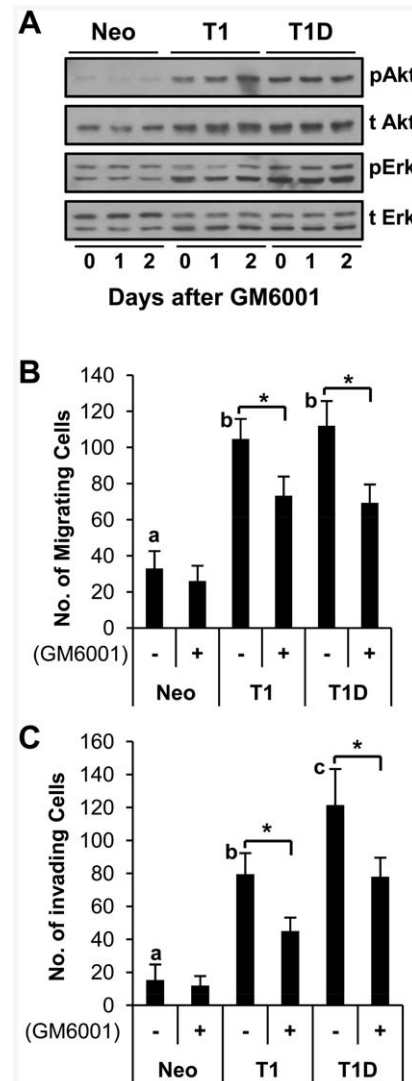 A
Neo T1 T1D
pAkt
t Akt
pErk
t Erk
0 1 2 0 1 2 0 1 2
Days after GM6001
B
No. of Migrating Cells
140
120
100
80
60
40
20
0
a b * b *
(GM6001) - + - + - +
Neo T1 T1D
C
No. of invading Cells
160
140
120
100
80
60
40
20
0
a b * c *
(GM6001) - + - + - +
Neo T1 T1D